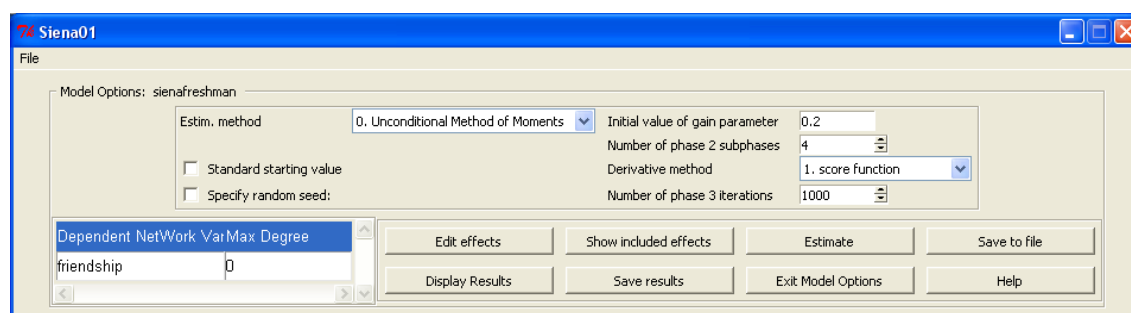 7% Siena01
File
Model Options: sienafreshman
Estim. method 0. Unconditional Method of Moments Initial value of gain parameter 0.2
Number of phase 2 subphases 4
Standard starting value Derivative method 1. score function
Specify random seed: Number of phase 3 iterations 1000
Dependent NetWork VarMax Degree Edit effects Show included effects Estimate Save to file
friendship 0 Display Results Save results Exit Model Options Help